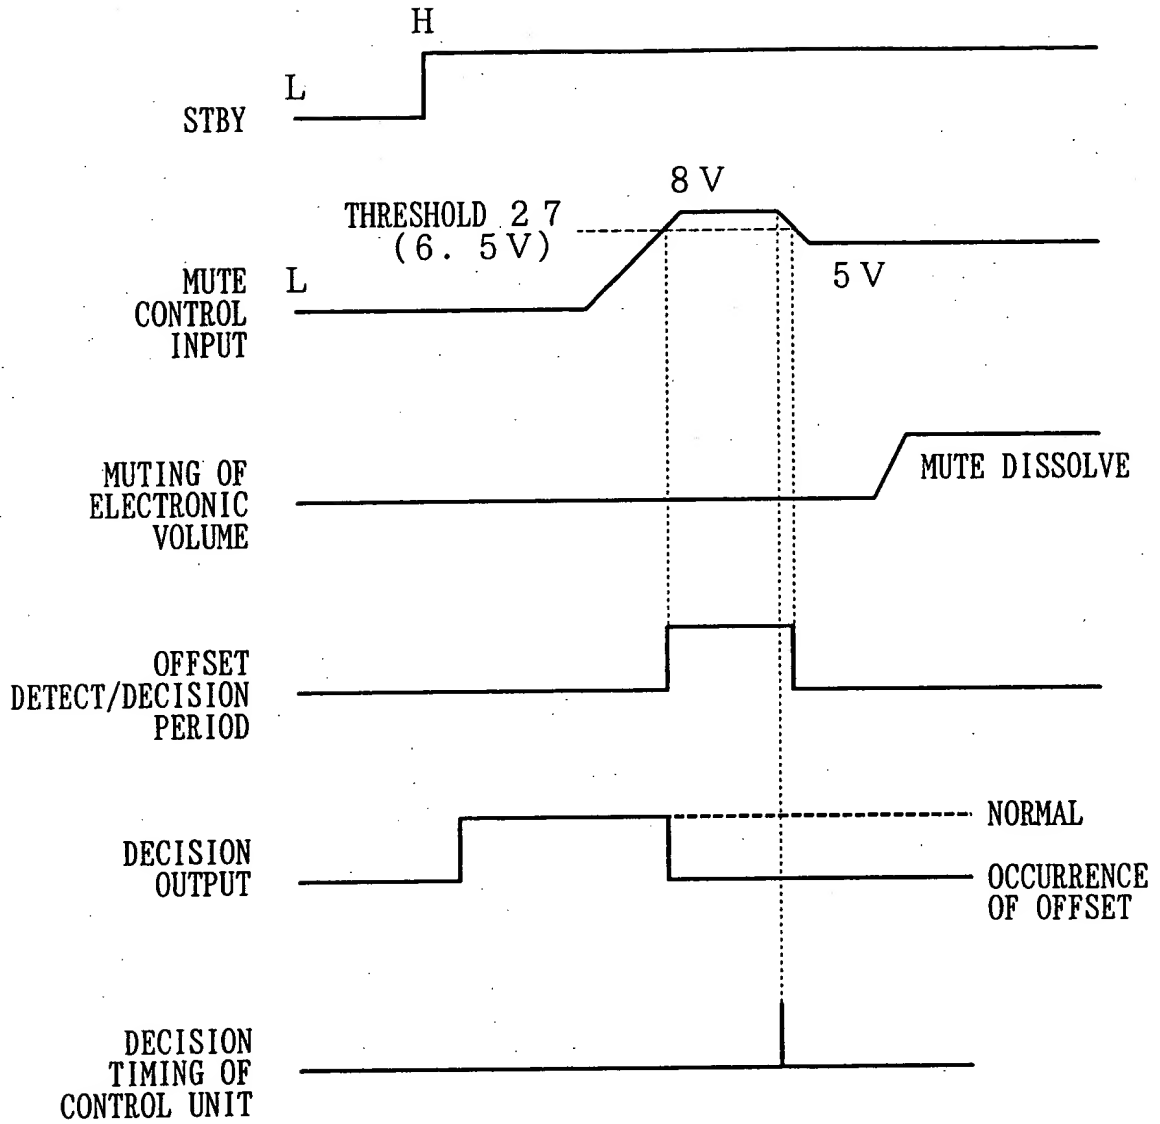 H
L
STBY
8 V
THRESHOLD 2 7
(6. 5V)
L
MUTE
CONTROL
INPUT
5 V
MUTING OF
ELECTRONIC
VOLUME
MUTE DISSOLVE
OFFSET
DETECT/DECISION
PERIOD
NORMAL
DECISION
OUTPUT
OCCURRENCE
OF OFFSET
DECISION
TIMING OF
CONTROL UNIT